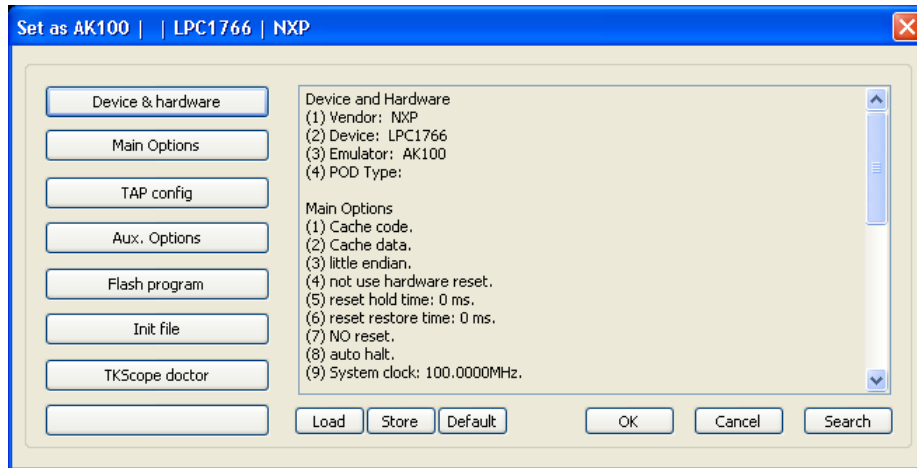 Set as AK100 |   | LPC1766 | NXP
Device & hardware
Main Options
TAP config
Aux. Options
Flash program
Init file
TKScope doctor
Device and Hardware
(1) Vendor:  NXP
(2) Device:  LPC1766
(3) Emulator:  AK100
(4) POD Type:
Main Options
(1) Cache code.
(2) Cache data.
(3) little endian.
(4) not use hardware reset.
(5) reset hold time: 0 ms.
(6) reset restore time: 0 ms.
(7) NO reset.
(8) auto halt.
(9) System clock: 100.0000MHz.
Load Store Default OK Cancel Search